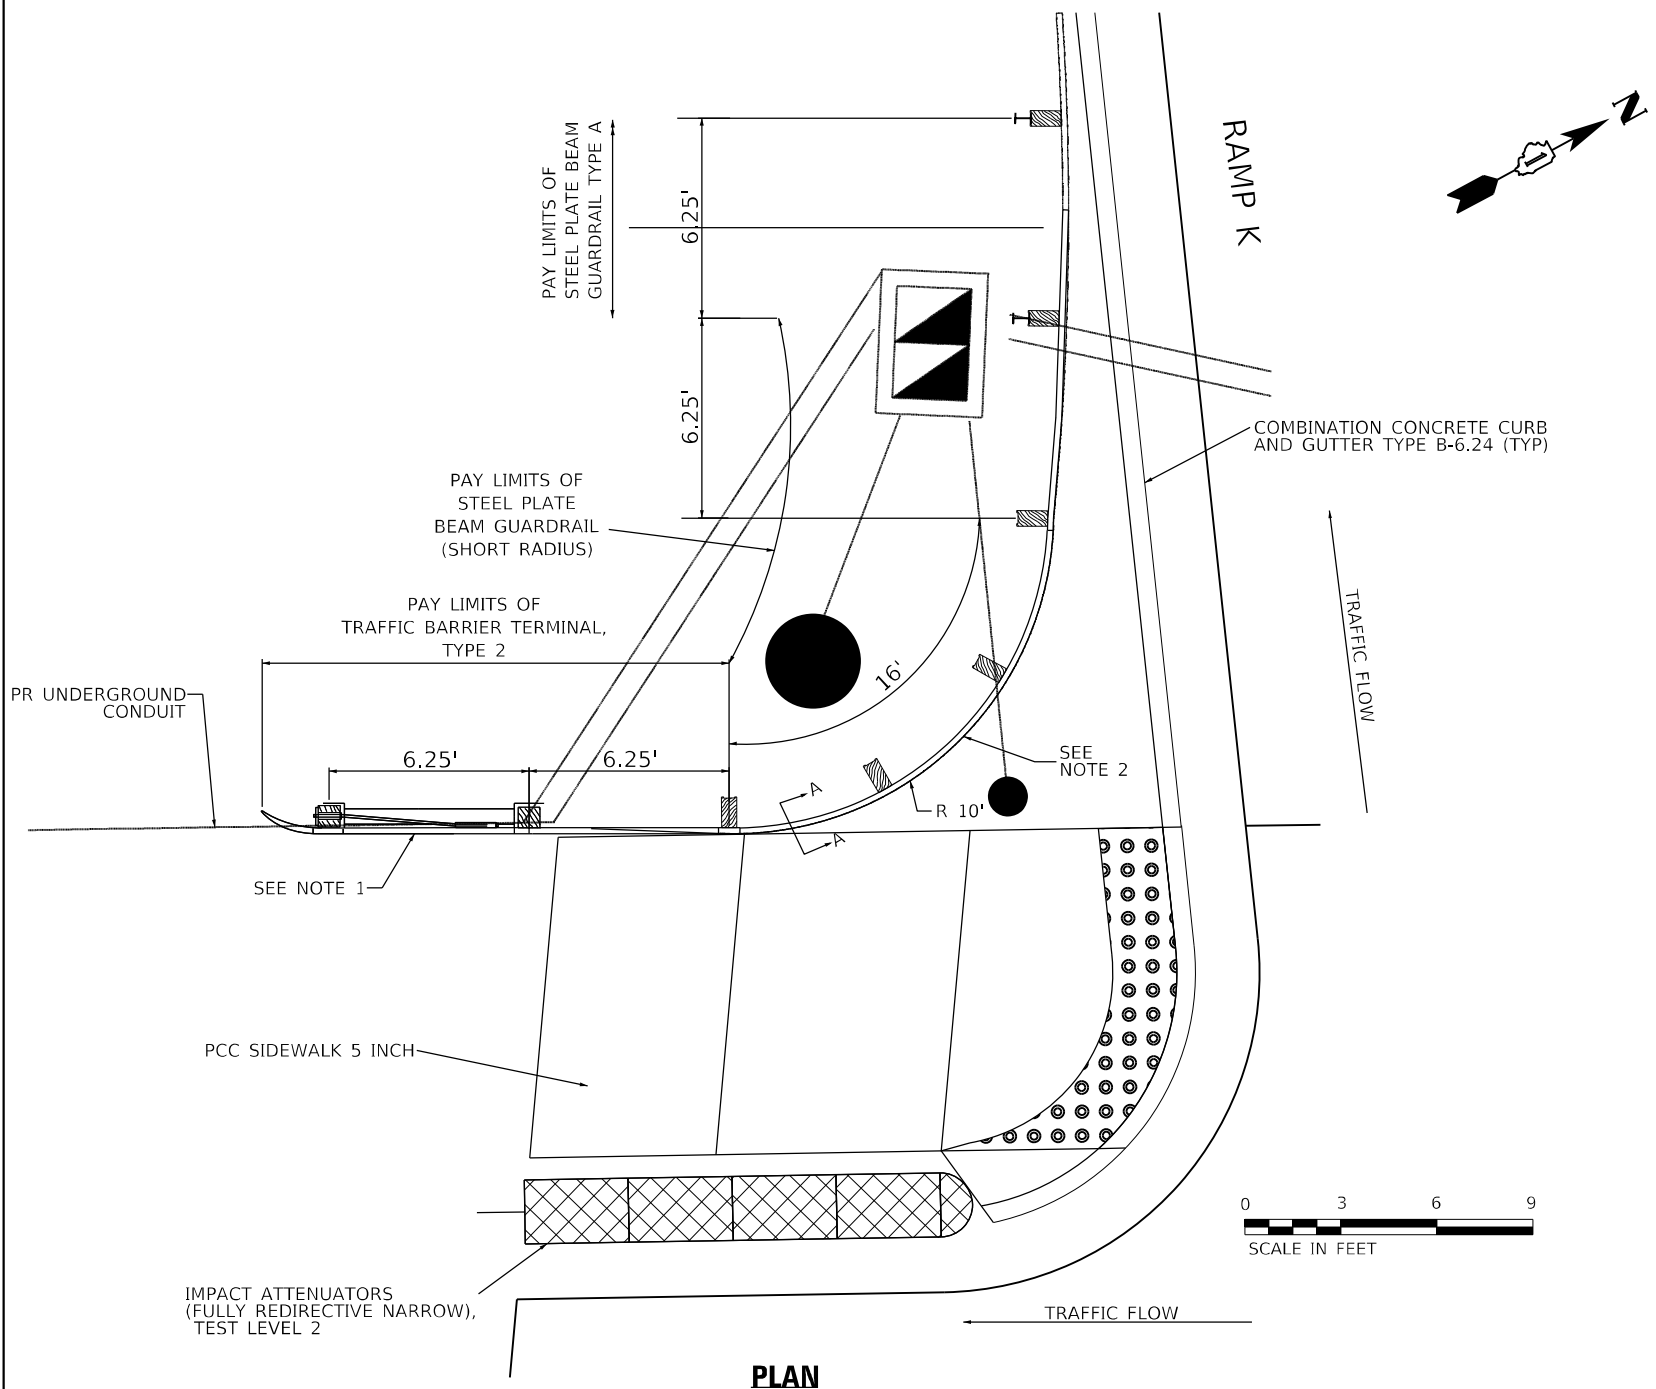 PAY LIMITS OF
STEEL PLATE BEAM
GUARDRAIL TYPE A
6.25'
RAMP K
N
1
6.25'
COMBINATION CONCRETE CURB
AND GUTTER TYPE B-6.24 (TYP)
PAY LIMITS OF
STEEL PLATE
BEAM GUARDRAIL
(SHORT RADIUS)
PAY LIMITS OF
TRAFFIC BARRIER TERMINAL,
TYPE 2
TRAFFIC FLOW
16'
PR UNDERGROUND
CONDUIT
6.25'
6.25'
SEE
NOTE 2
A
R 10'
A
SEE NOTE 1
PCC SIDEWALK 5 INCH
0 3 6 9
SCALE IN FEET
IMPACT ATTENUATORS
(FULLY REDIRECTIVE NARROW),
TEST LEVEL 2
TRAFFIC FLOW
PLAN